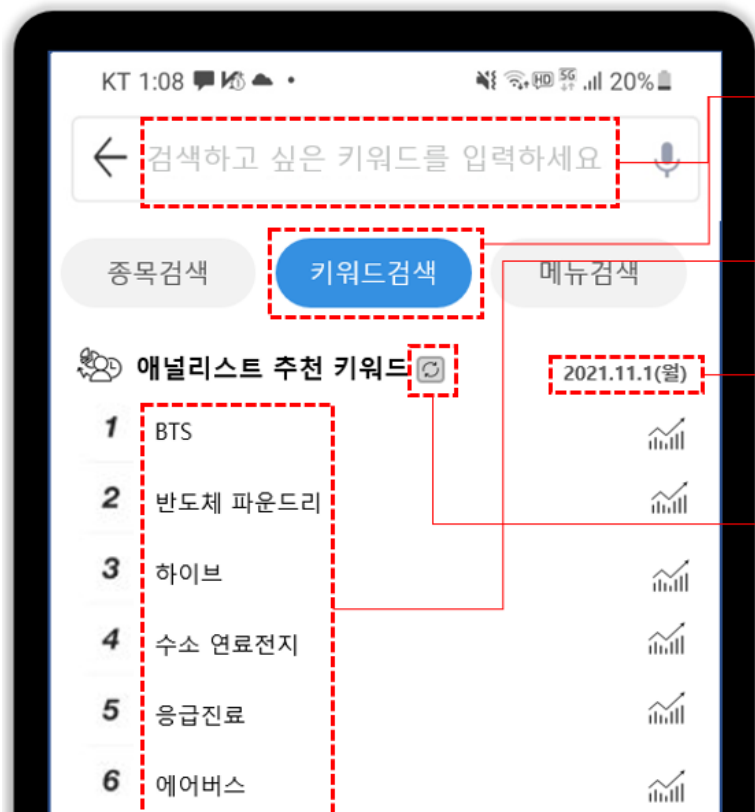 KT 1:08
HD 5G 20%
검색하고 싶은 키워드를 입력하세요
종목검색 키워드검색 메뉴검색
애널리스트 추천 키워드 2021.11.1(월)
1 BTS
2 반도체 파운드리
3 하이브
4 수소 연료전지
5 응급진료
6 에어버스